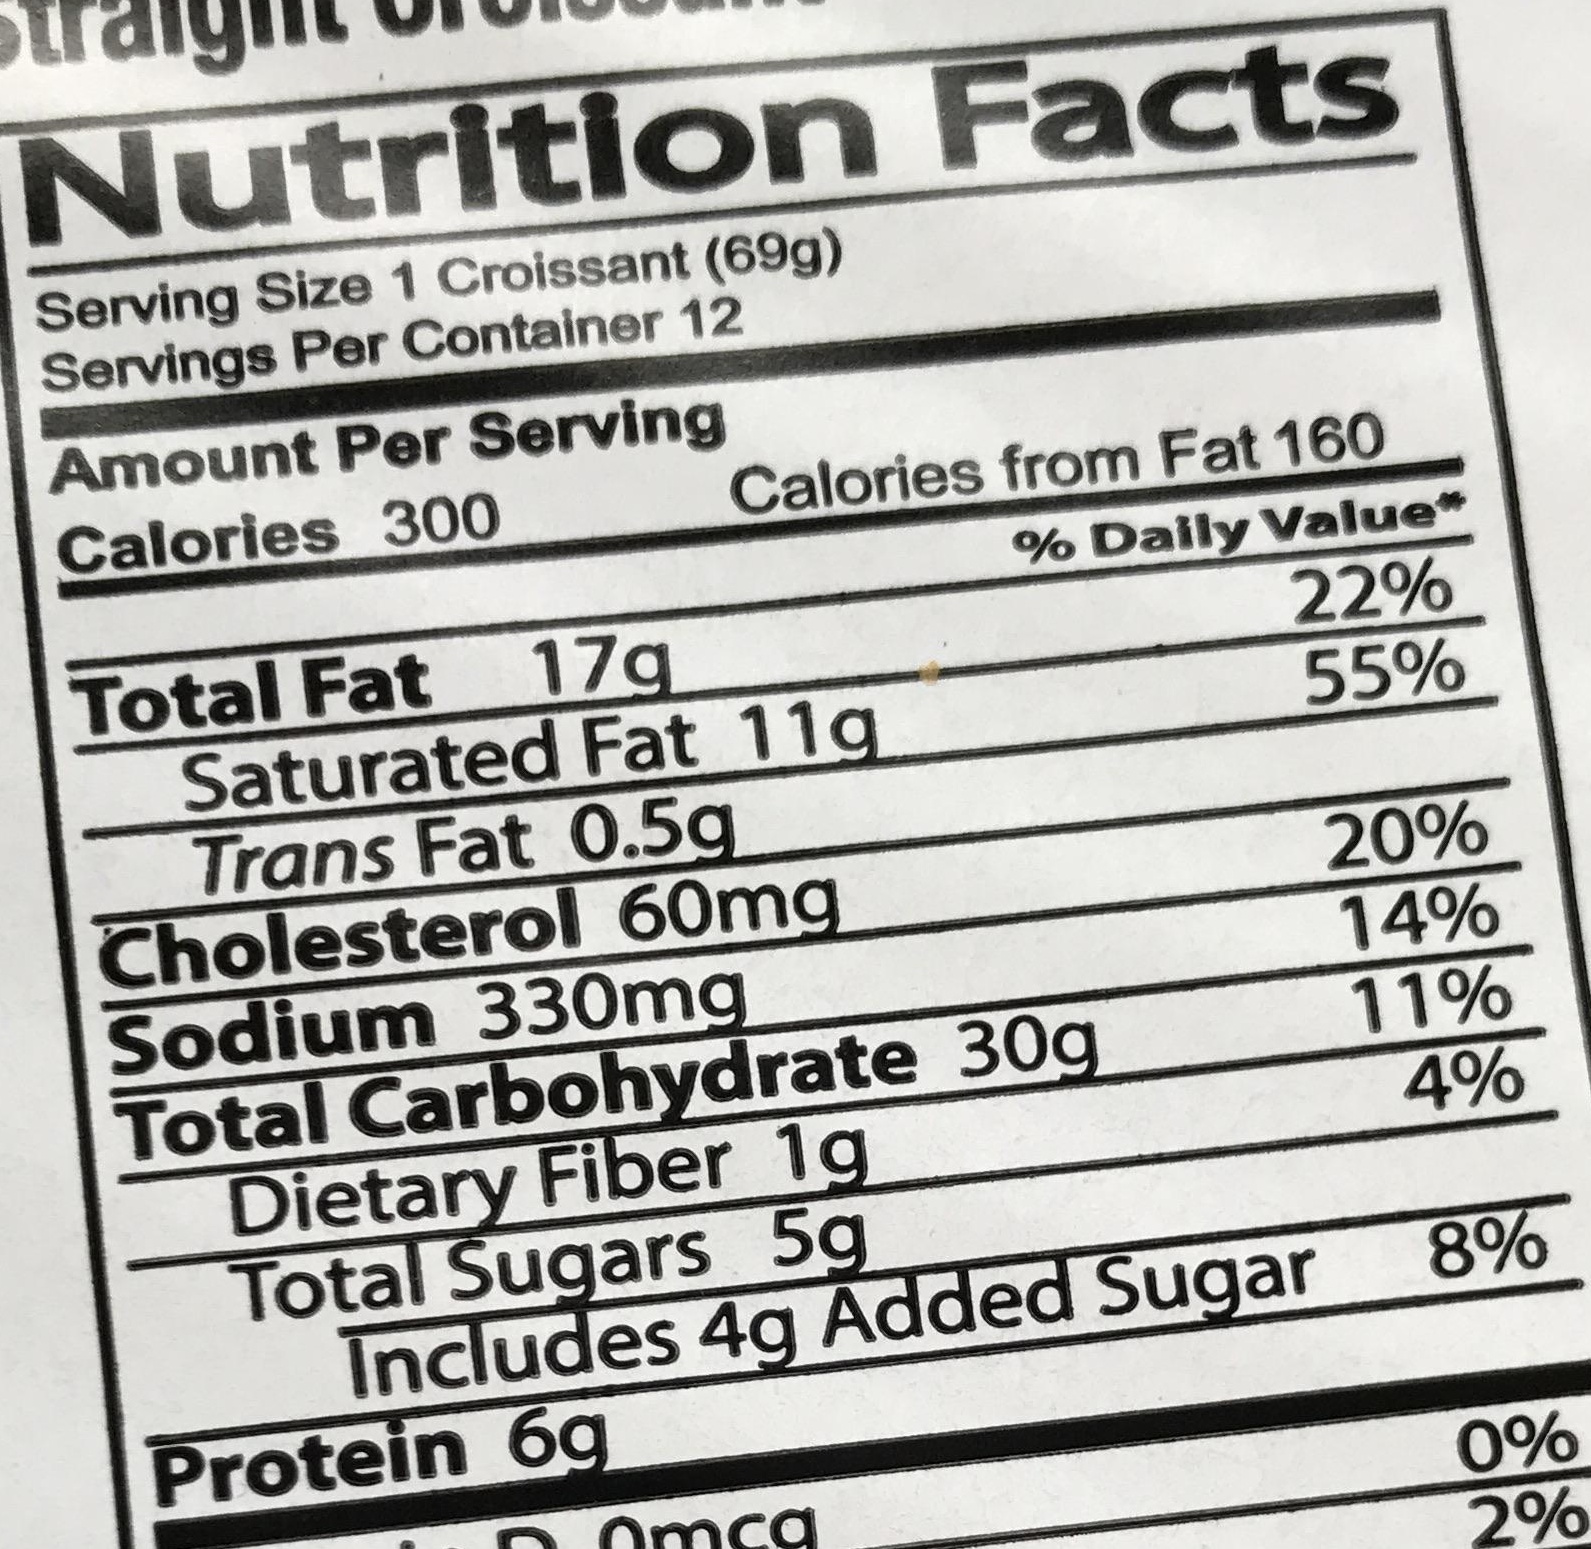 Straight Croissant
Nutrition Facts
Serving Size 1 Croissant (69g)
Servings Per Container 12
Amount Per Serving
Calories 300 Calories from Fat 160
% Daily Value*
Total Fat 17g 22%
Saturated Fat 11g 55%
Trans Fat 0.5g
Cholesterol 60mg 20%
Sodium 330mg 14%
Total Carbohydrate 30g 11%
Dietary Fiber 1g 4%
Total Sugars 5g
Includes 4g Added Sugar 8%
Protein 6g
D 0mcg 0%
2%